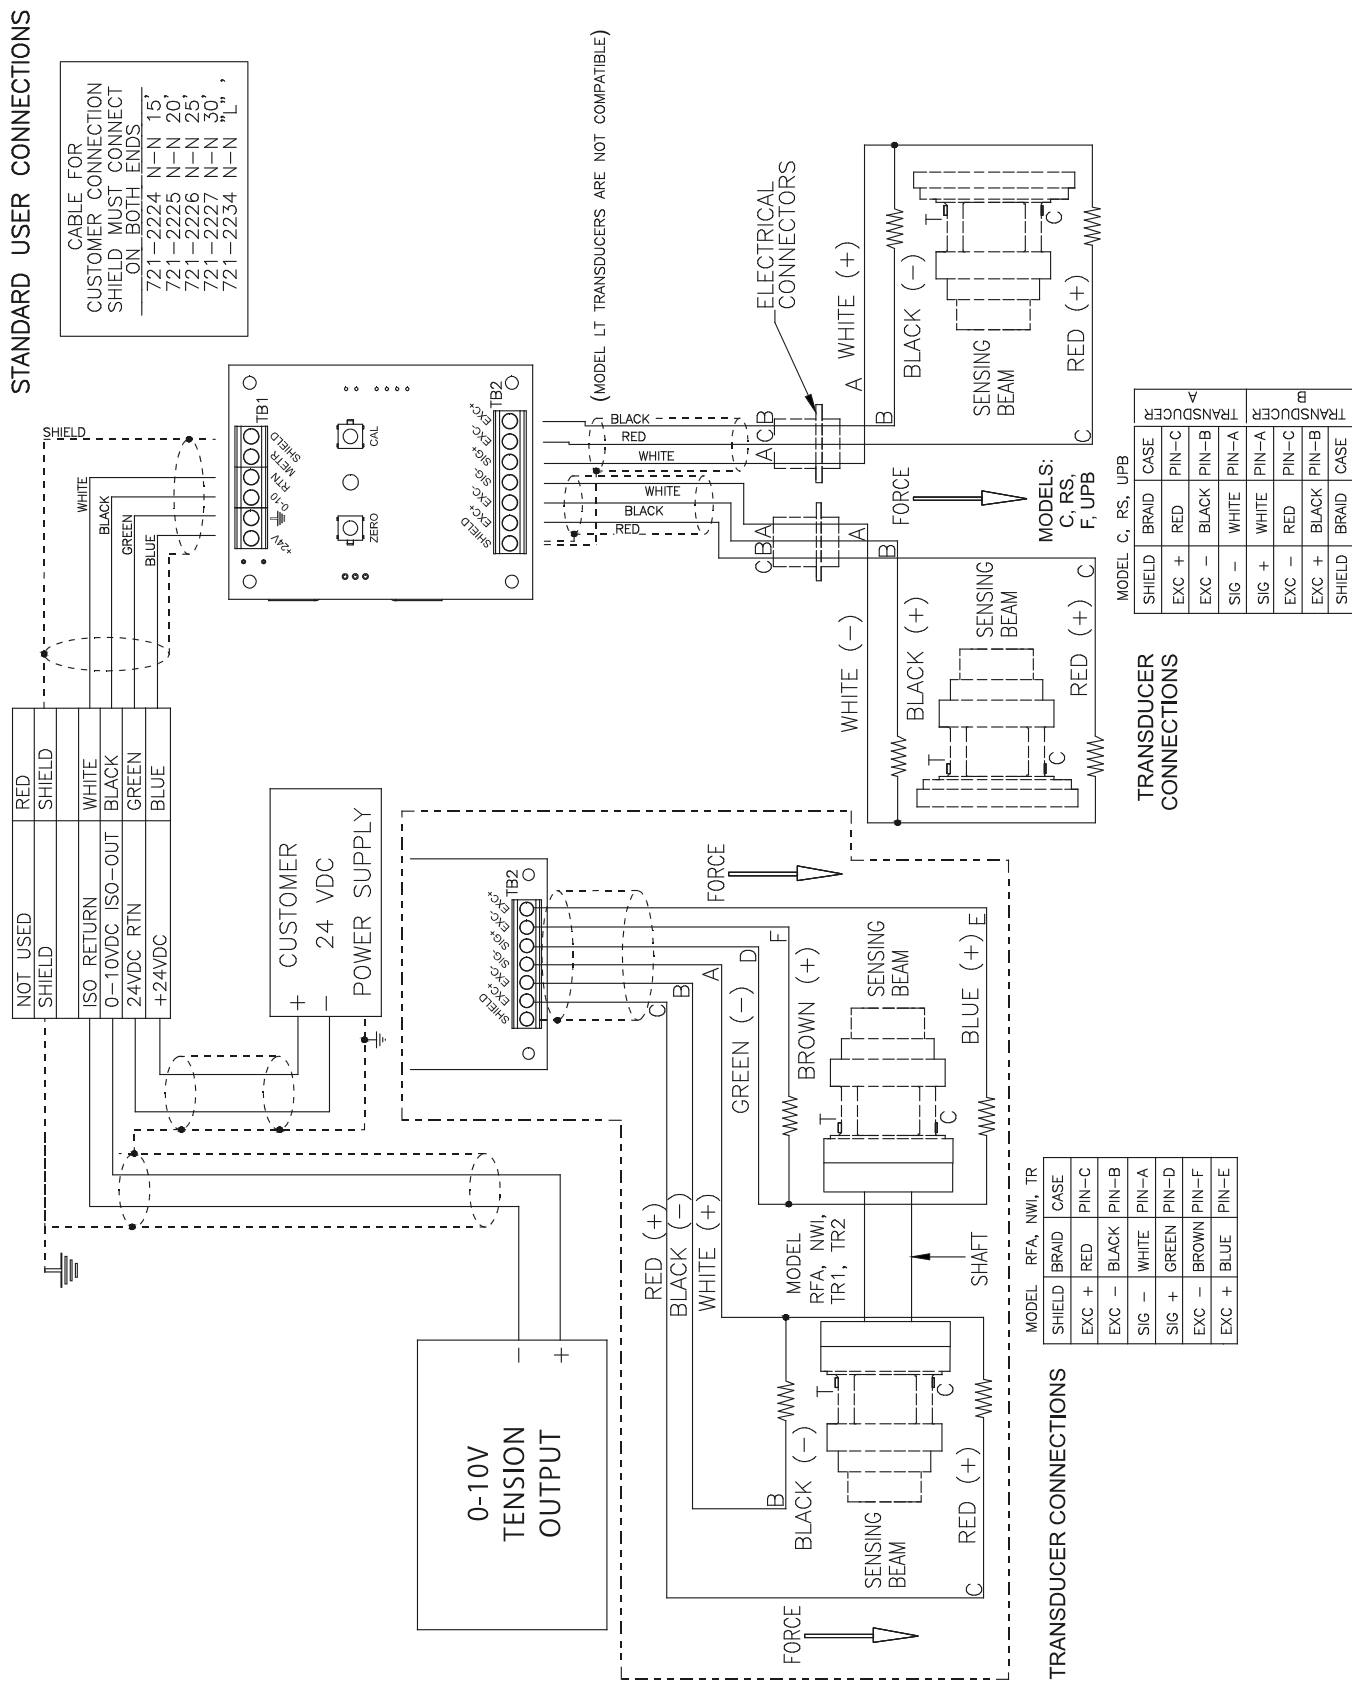 STANDARD USER CONNECTIONS
CABLE FOR
CUSTOMER CONNECTION
SHIELD MUST CONNECT
ON BOTH ENDS
721-2224 N-N 15'
721-2225 N-N 20'
721-2226 N-N 25'
721-2227 N-N 30'
721-2234 N-N "L"'
NOT USED RED
SHIELD SHIELD
ISO RETURN WHITE
0-10VDC ISO-OUT BLACK
24VDC RTN GREEN
+24VDC BLUE
SHIELD
WHITE
BLACK
GREEN
BLUE
TB1
SHIELD
METR
RTN
0-10
+24V
CAL
ZERO
TB2
EXC+
EXC-
SIG+
SIG-
EXC-
EXC+
SHIELD
(MODEL LT TRANSDUCERS ARE NOT COMPATIBLE)
BLACK
RED
WHITE
WHITE
BLACK
RED
B
C
A
A
B
C
ELECTRICAL
CONNECTORS
A WHITE (+)
B
BLACK (-)
T
C
SENSING
BEAM
RED (+)
C
FORCE
MODELS:
C, RS,
F, UPB
A
B
WHITE (-)
BLACK (+)
SENSING
BEAM
T
C
RED (+) C
TRANSDUCER
CONNECTIONS
MODEL C, RS, UPB
SHIELD BRAID CASE
EXC + RED PIN-C
EXC - BLACK PIN-B
SIG - WHITE PIN-A
TRANSDUCER
A
SIG + WHITE PIN-A
EXC - RED PIN-C
EXC + BLACK PIN-B
SHIELD BRAID CASE
TRANSDUCER
B
CUSTOMER
24 VDC
POWER SUPPLY
+
-
0-10V
TENSION
OUTPUT
-
+
TB2
EXC+
EXC-
SIG+
SIG-
EXC-
EXC+
SHIELD
C
B
A
D
F
E
FORCE
RED (+)
BLACK (-)
WHITE (+)
GREEN (-)
BROWN (+)
SENSING
BEAM
BLUE (+)
T
C
MODEL
RFA, NWI,
TR1, TR2
SHAFT
B
BLACK (-)
T
C
SENSING
BEAM
RED (+)
C
FORCE
TRANSDUCER CONNECTIONS
MODEL RFA, NWI, TR
SHIELD BRAID CASE
EXC + RED PIN-C
EXC - BLACK PIN-B
SIG - WHITE PIN-A
SIG + GREEN PIN-D
EXC - BROWN PIN-F
EXC + BLUE PIN-E